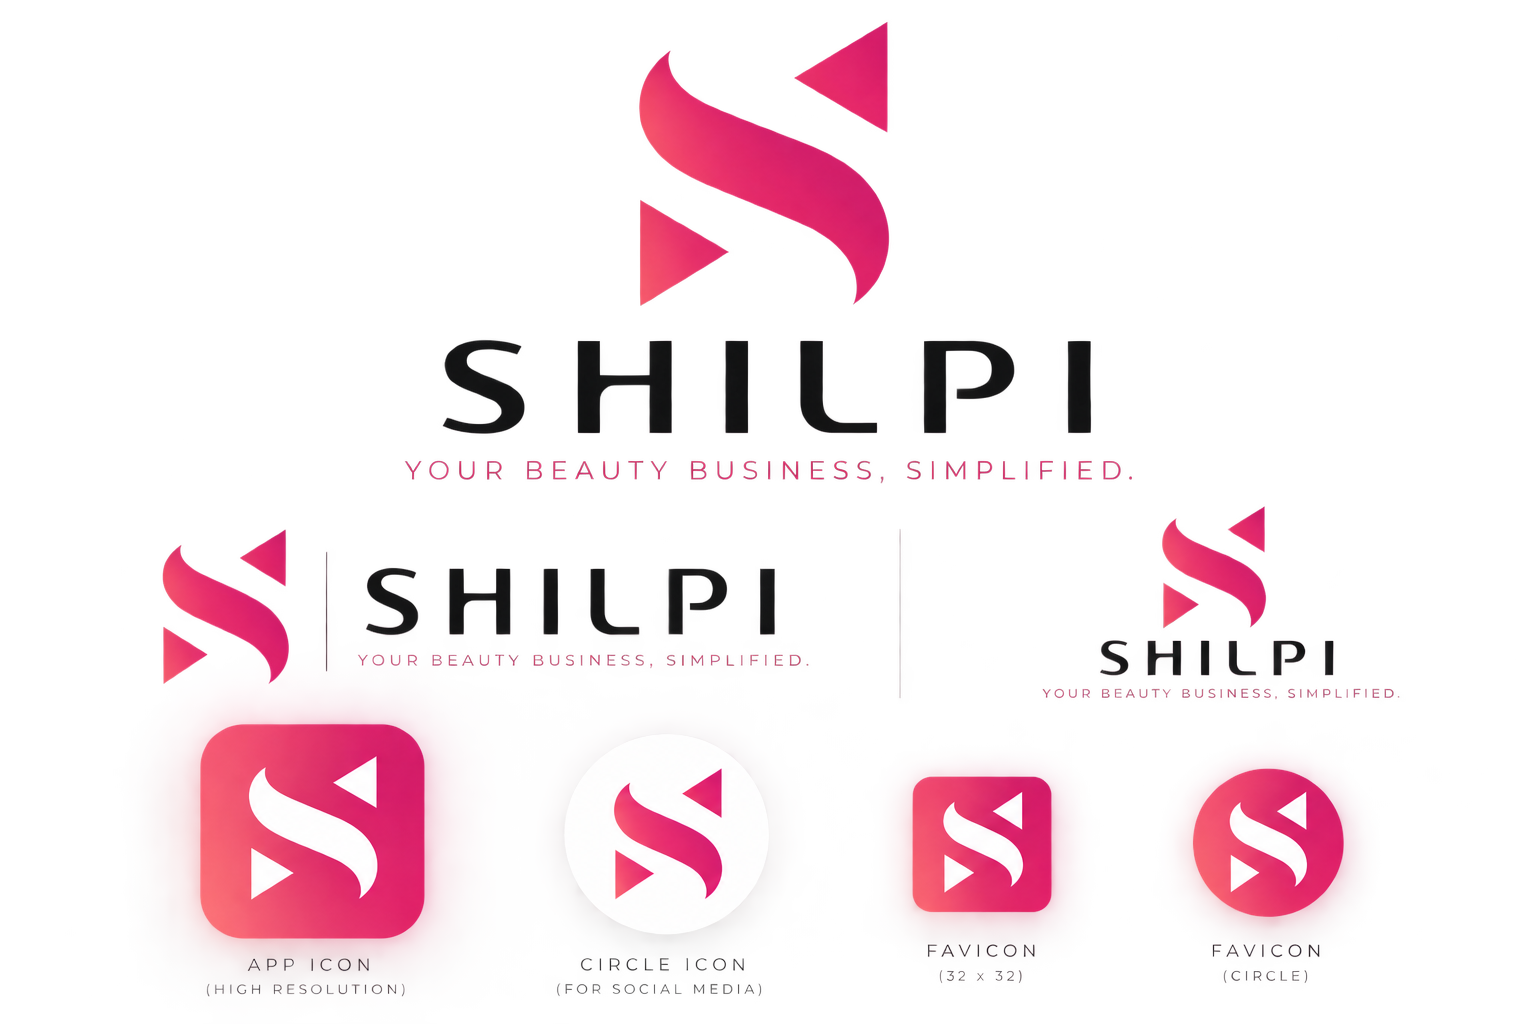 SHILPI
YOUR BEAUTY BUSINESS, SIMPLIFIED.
SHILPI
YOUR BEAUTY BUSINESS, SIMPLIFIED.
SHILPI
YOUR BEAUTY BUSINESS, SIMPLIFIED.
APP ICON
(HIGH RESOLUTION)
CIRCLE ICON
(FOR SOCIAL MEDIA)
FAVICON
(32 x 32)
FAVICON
(CIRCLE)